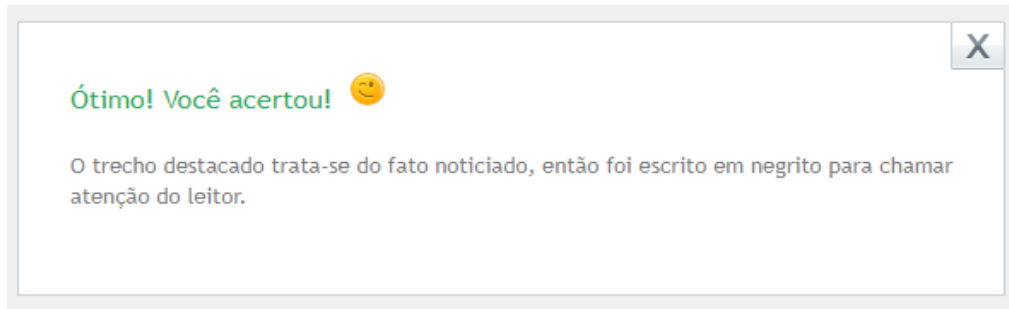 X
Ótimo! Você acertou!
O trecho destacado trata-se do fato noticiado, então foi escrito em negrito para chamar
atenção do leitor.